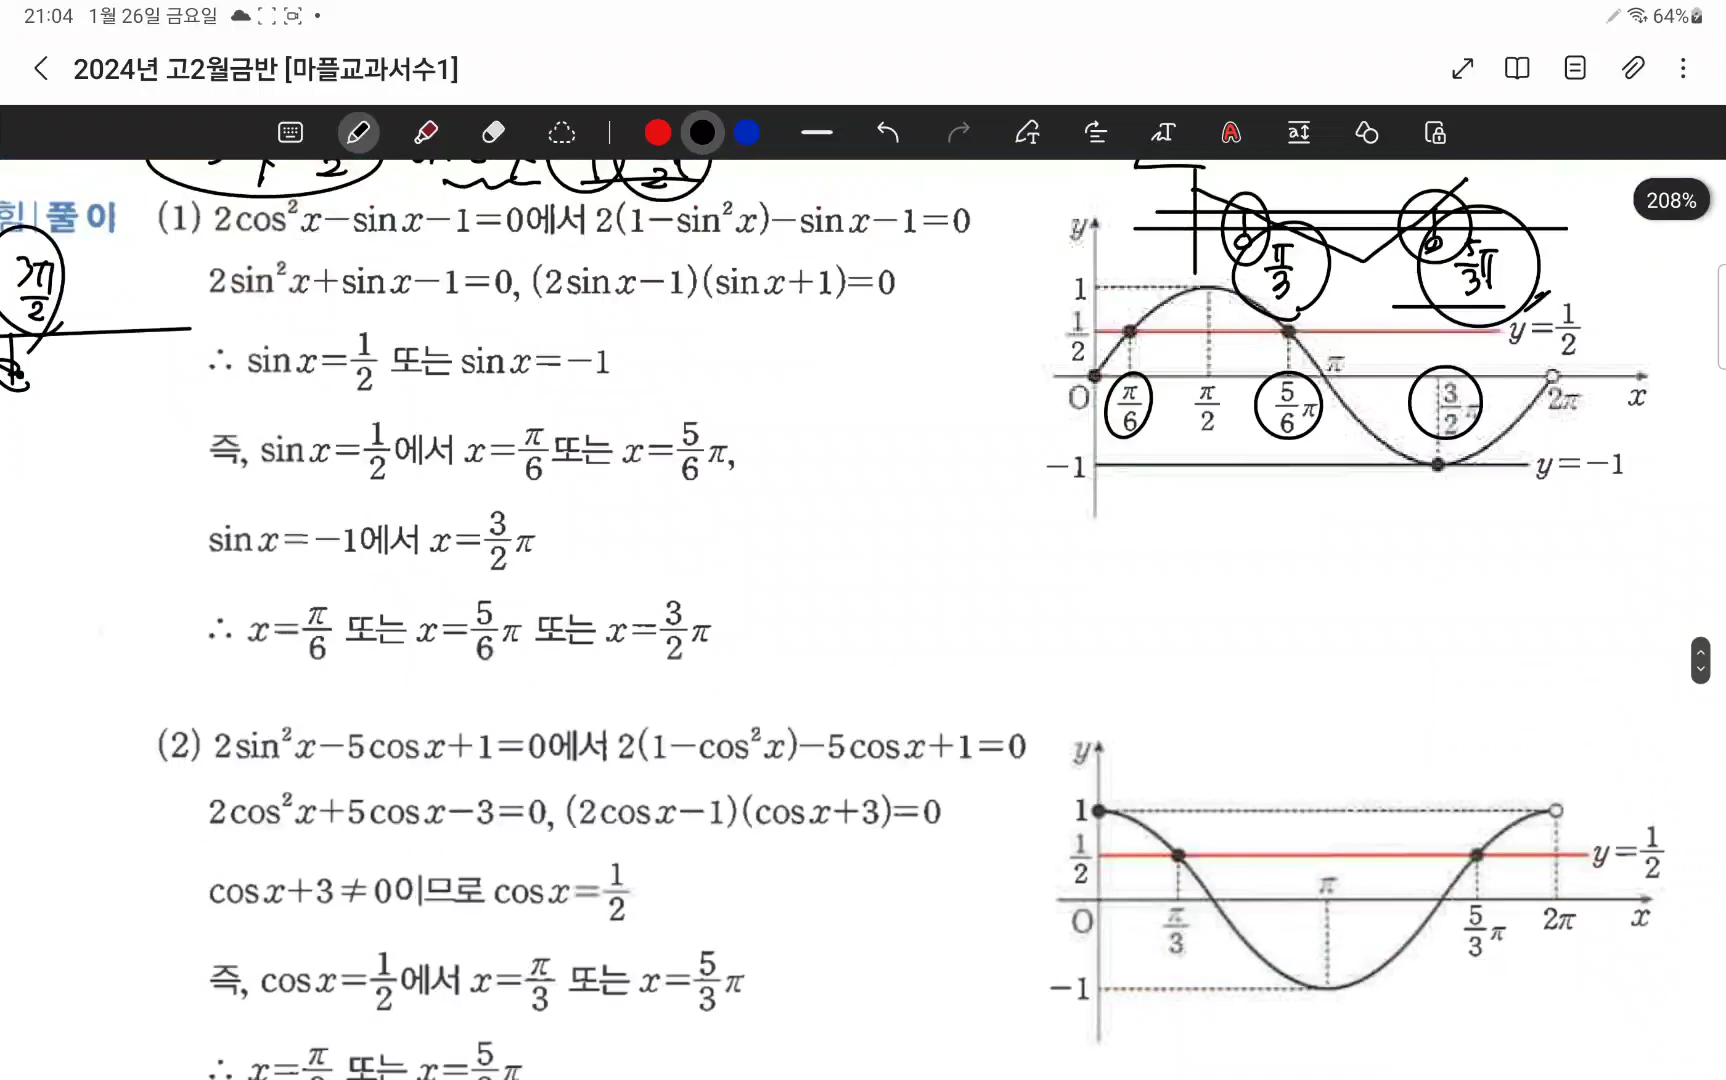 21:04 1월 26일 금요일
64%
2024년 고2월금반 [마플교과서수1]
208%
풀이
(1) 2cos²x−sinx−1=0에서 2(1−sin²x)−sinx−1=0
2sin²x+sinx−1=0, (2sinx−1)(sinx+1)=0
∴ sinx=1/2 또는 sinx=−1
즉, sinx=1/2에서 x=π/6 또는 x=5/6π,
sinx=−1에서 x=3/2π
∴ x=π/6 또는 x=5/6π 또는 x=3/2π
3π/2
y
1
1/2
O
π/6
π/2
5/6π
π
3/2π
2π
x
−1
y=1/2
y=−1
π/3
5/3π
(2) 2sin²x−5cosx+1=0에서 2(1−cos²x)−5cosx+1=0
2cos²x+5cosx−3=0, (2cosx−1)(cosx+3)=0
cosx+3≠0이므로 cosx=1/2
즉, cosx=1/2에서 x=π/3 또는 x=5/3π
y
1
1/2
O
π/3
π
5/3π
2π
x
−1
y=1/2